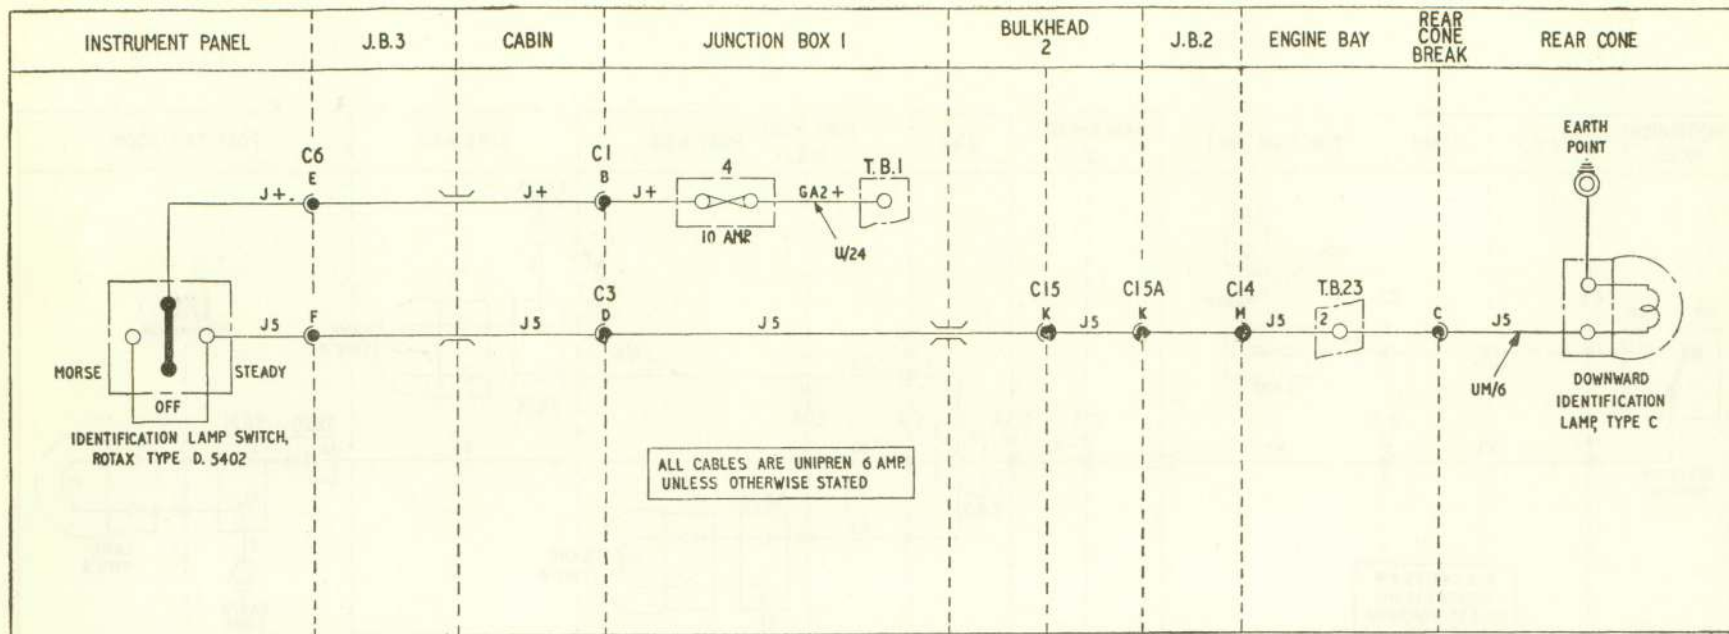 INSTRUMENT PANEL
J.B.3
CABIN
JUNCTION BOX 1
BULKHEAD
2
J.B.2
ENGINE BAY
REAR
CONE
BREAK
REAR CONE
EARTH
POINT
C6
E
J+.
J+
C1
B
J+
4
10 AMP.
GA2+
U/24
T.B.1
MORSE
STEADY
OFF
J5
F
J5
C3
D
J5
C15
K
J5
C15A
K
C14
M
J5
T.B.23
2
C
J5
UM/6
IDENTIFICATION LAMP SWITCH,
ROTAX TYPE D. 5402
ALL CABLES ARE UNIPREN 6 AMP.
UNLESS OTHERWISE STATED
DOWNWARD
IDENTIFICATION
LAMP, TYPE C